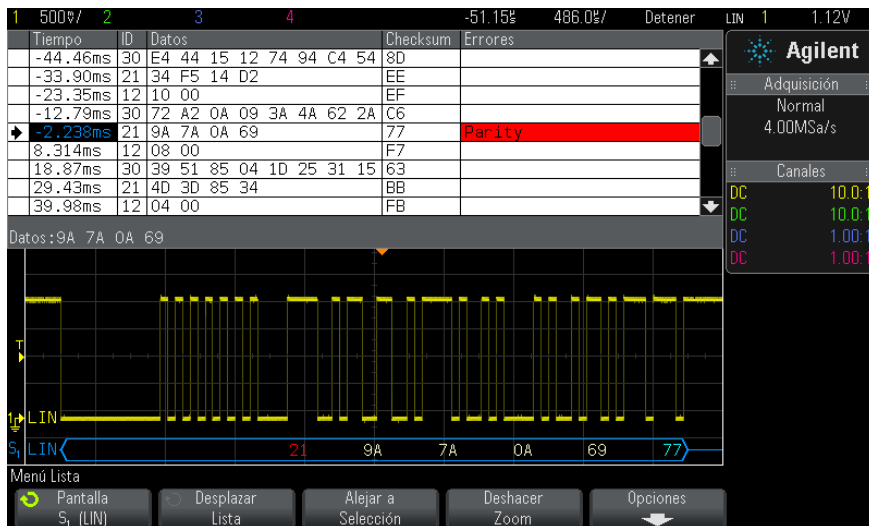 1 500♥/ 2 3 4 -51.15⅝ 486.0⅝/ Detener LIN 1 1.12V
Tiempo ID Datos Checksum Errores
-44.46ms 30 E4 44 15 12 74 94 C4 54 8D
-33.90ms 21 34 F5 14 D2 EE
-23.35ms 12 10 00 EF
-12.79ms 30 72 A2 0A 09 3A 4A 62 2A C6
-2.238ms 21 9A 7A 0A 69 77 Parity
8.314ms 12 08 00 F7
18.87ms 30 39 51 85 04 1D 25 31 15 63
29.43ms 21 4D 3D 85 34 BB
39.98ms 12 04 00 FB
Datos:9A 7A 0A 69
Agilent
Adquisición
Normal
4.00MSa/s
Canales
DC 10.0:1
DC 10.0:1
DC 1.00:1
DC 1.00:1
T
1 LIN
S1 LIN 21 9A 7A 0A 69 77
Menú Lista
Pantalla
S1 (LIN)
Desplazar
Lista
Alejar a
Selección
Deshacer
Zoom
Opciones